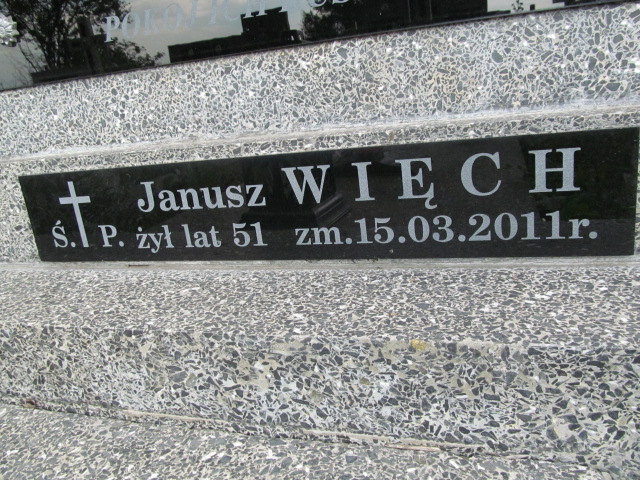 Janusz WIĘCH
Ś. P. żył lat 51 zm.15.03.2011r.